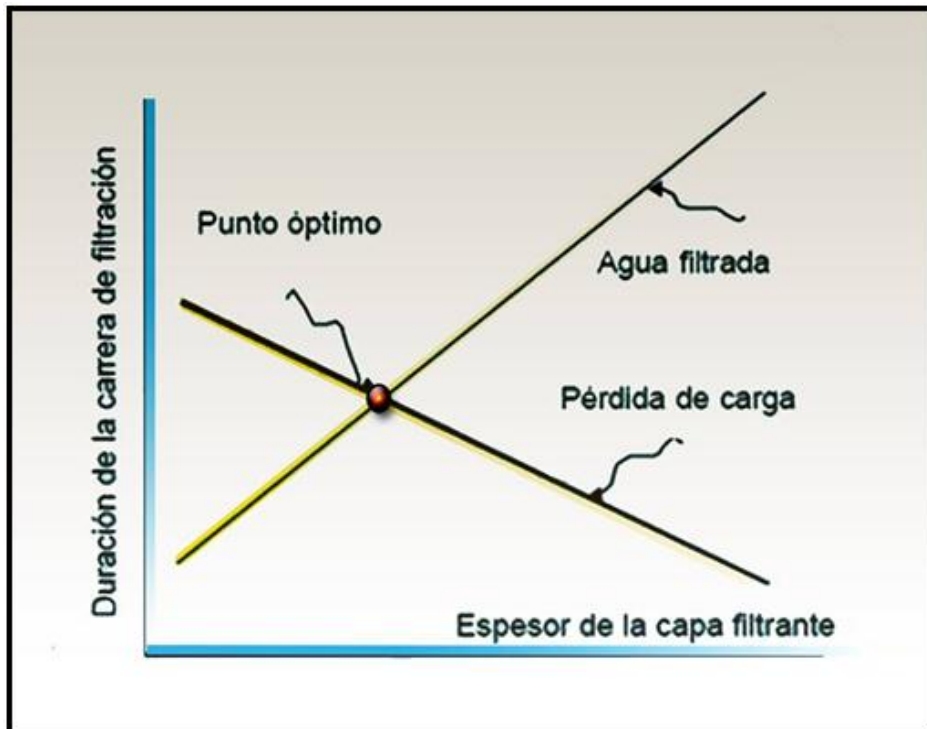 Duración de la carrera de filtración
Punto óptimo
Agua filtrada
Pérdida de carga
Espesor de la capa filtrante